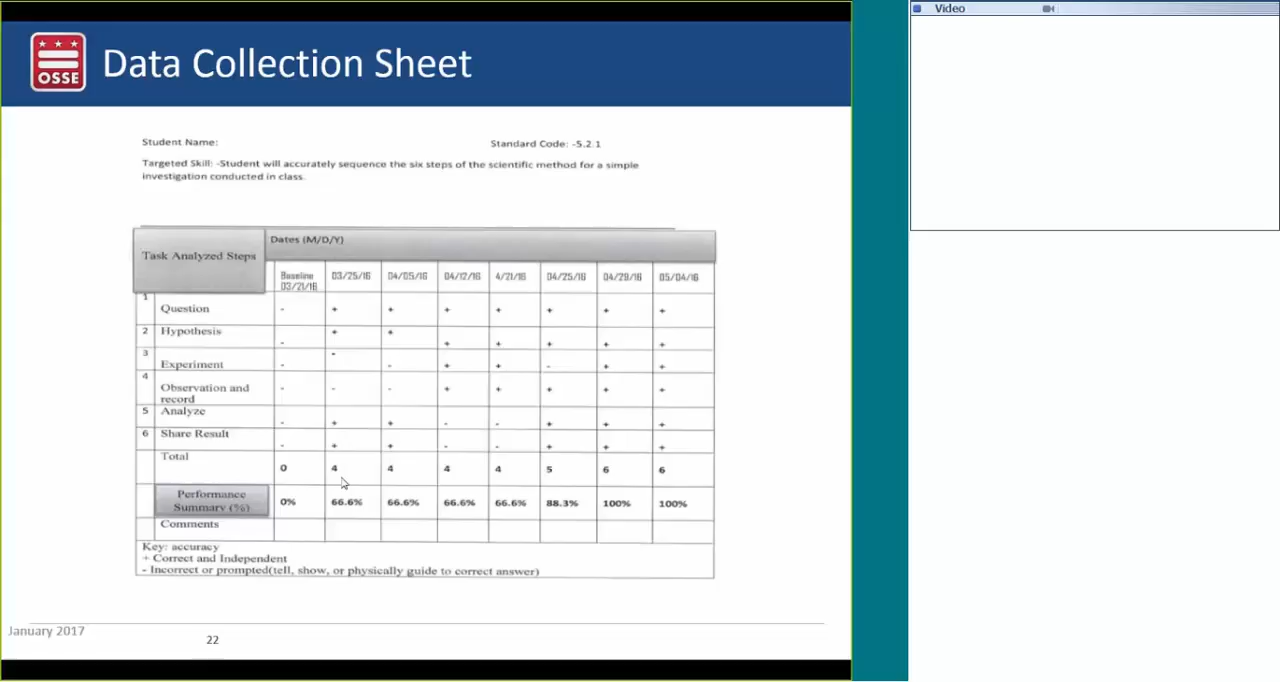 Video
OSSE
Data Collection Sheet
Student Name:
Standard Code: -5.2.1
Targeted Skill: -Student will accurately sequence the six steps of the scientific method for a simple
investigation conducted in class.
Task Analyzed Steps
Dates (M/D/Y)
Baseline 03/21/16 03/25/16 04/05/16 04/12/16 4/21/16 04/25/16 04/29/16 05/04/16
1 Question - + + + + + + +
2 Hypothesis - + + + + + + +
3 Experiment - - - + + - + +
4 Observation and record - - - + + + + +
5 Analyze - + + - - + + +
6 Share Result - + + - - + + +
Total 0 4 4 4 4 5 6 6
Performance Summary (%) 0% 66.6% 66.6% 66.6% 66.6% 88.3% 100% 100%
Comments
Key: accuracy
+ Correct and Independent
- Incorrect or prompted(tell, show, or physically guide to correct answer)
January 2017
22